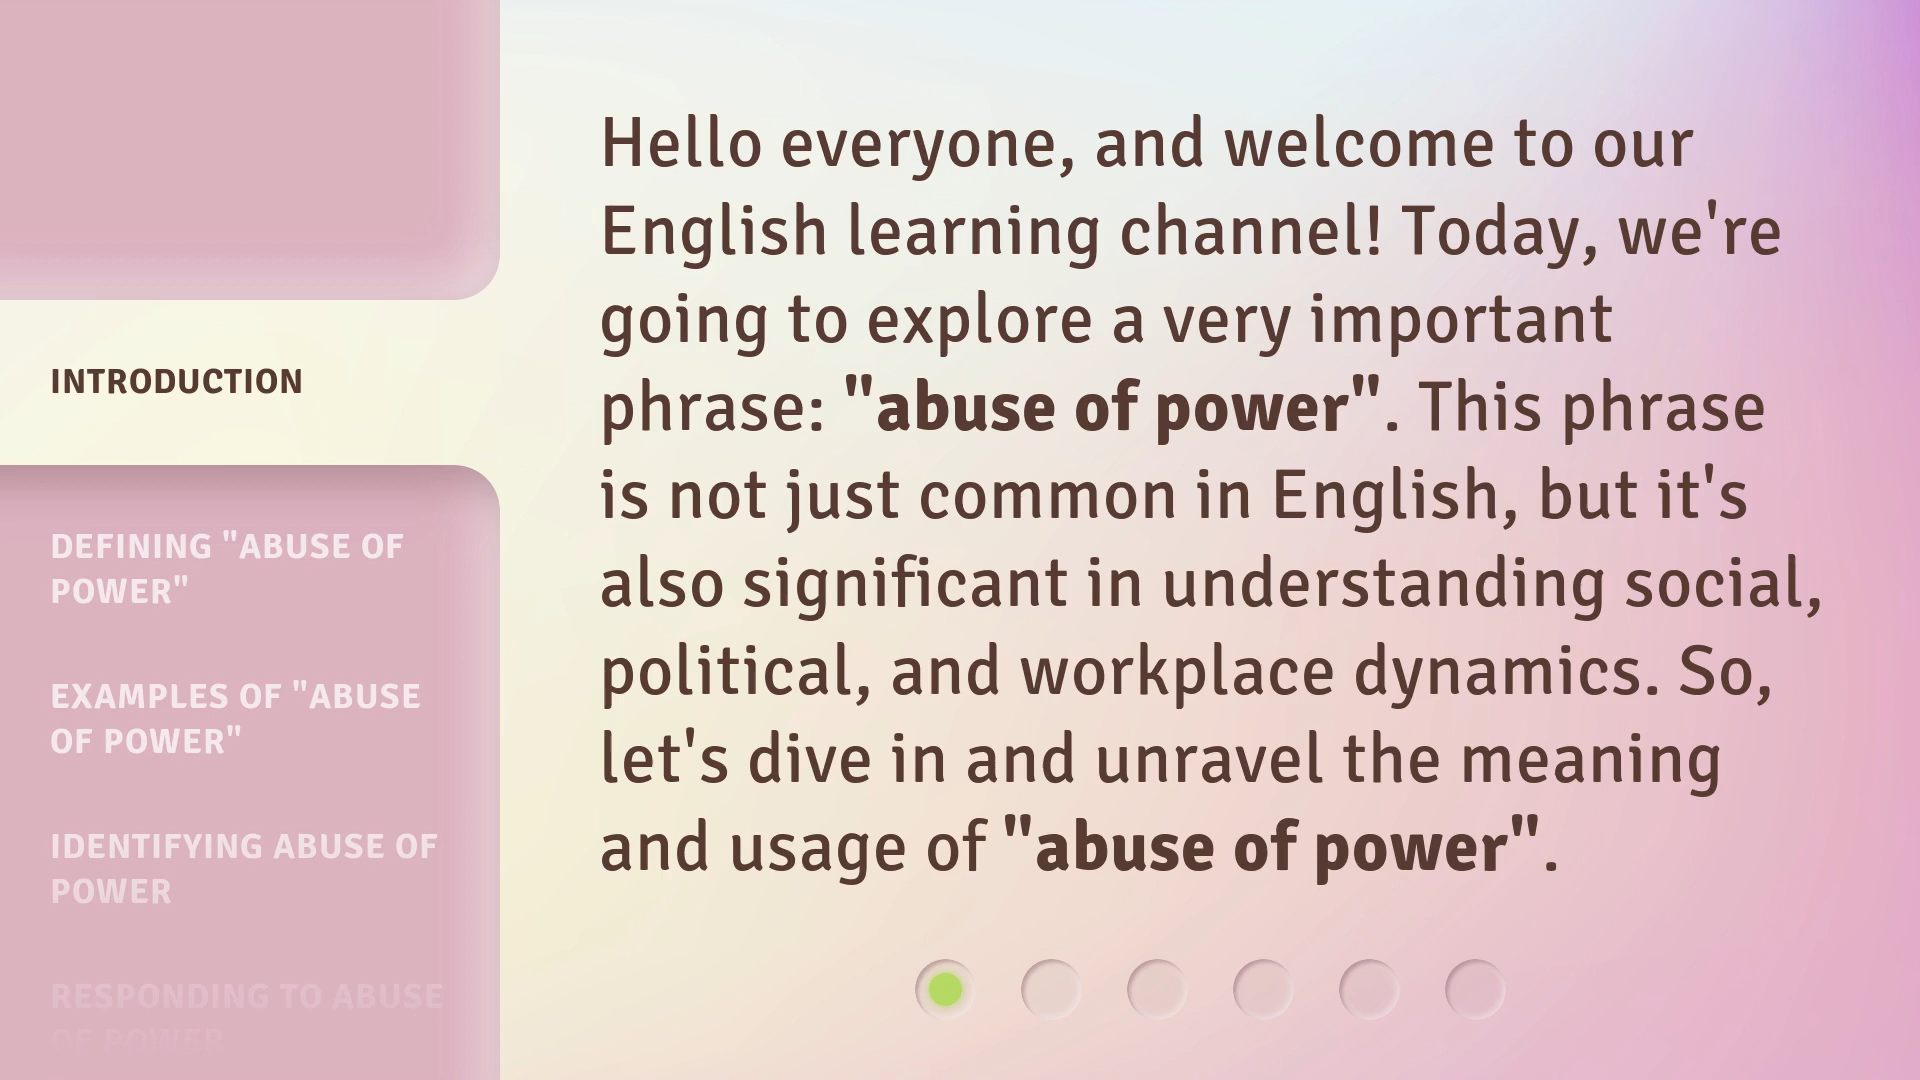 INTRODUCTION
DEFINING "ABUSE OF
POWER"
EXAMPLES OF "ABUSE
OF POWER"
IDENTIFYING ABUSE OF
POWER
RESPONDING TO ABUSE
OF POWER
Hello everyone, and welcome to our
English learning channel! Today, we're
going to explore a very important
phrase: "abuse of power". This phrase
is not just common in English, but it's
also significant in understanding social,
political, and workplace dynamics. So,
let's dive in and unravel the meaning
and usage of "abuse of power".